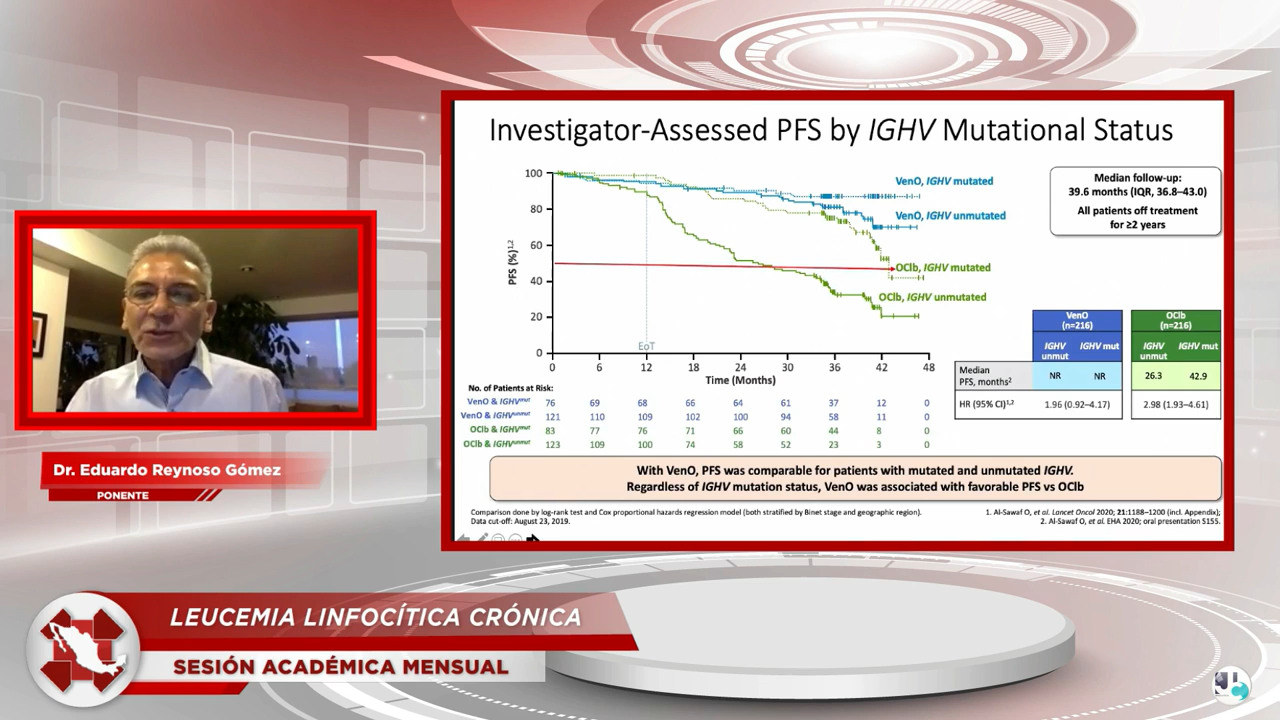 Investigator-Assessed PFS by IGHV Mutational Status
100
80
60
40
20
0
PFS (%)1,2
VenO, IGHV mutated
VenO, IGHV unmutated
OClb, IGHV mutated
OClb, IGHV unmutated
EoT
0 6 12 18 24 30 36 42 48
Time (Months)
Median follow-up:
39.6 months (IQR, 36.8–43.0)
All patients off treatment
for ≥2 years
No. of Patients at Risk:
VenO & IGHVmut 76 69 68 66 64 61 37 12 0
VenO & IGHVunmut 121 110 109 102 100 94 58 11 0
OClb & IGHVmut 83 77 76 71 66 60 44 8 0
OClb & IGHVunmut 123 109 100 74 58 52 23 3 0
VenO
(n=216)
OClb
(n=216)
IGHV
unmut
IGHV mut
IGHV
unmut
IGHV mut
Median
PFS, months2
NR NR 26.3 42.9
HR (95% CI)1,2 1.96 (0.92–4.17) 2.98 (1.93–4.61)
With VenO, PFS was comparable for patients with mutated and unmutated IGHV.
Regardless of IGHV mutation status, VenO was associated with favorable PFS vs OClb
Comparison done by log-rank test and Cox proportional hazards regression model (both stratified by Binet stage and geographic region).
Data cut-off: August 23, 2019.
1. Al-Sawaf O, et al. Lancet Oncol 2020; 21:1188–1200 (incl. Appendix);
2. Al-Sawaf O, et al. EHA 2020; oral presentation S155.
Dr. Eduardo Reynoso Gómez
PONENTE
LEUCEMIA LINFOCÍTICA CRÓNICA
SESIÓN ACADÉMICA MENSUAL